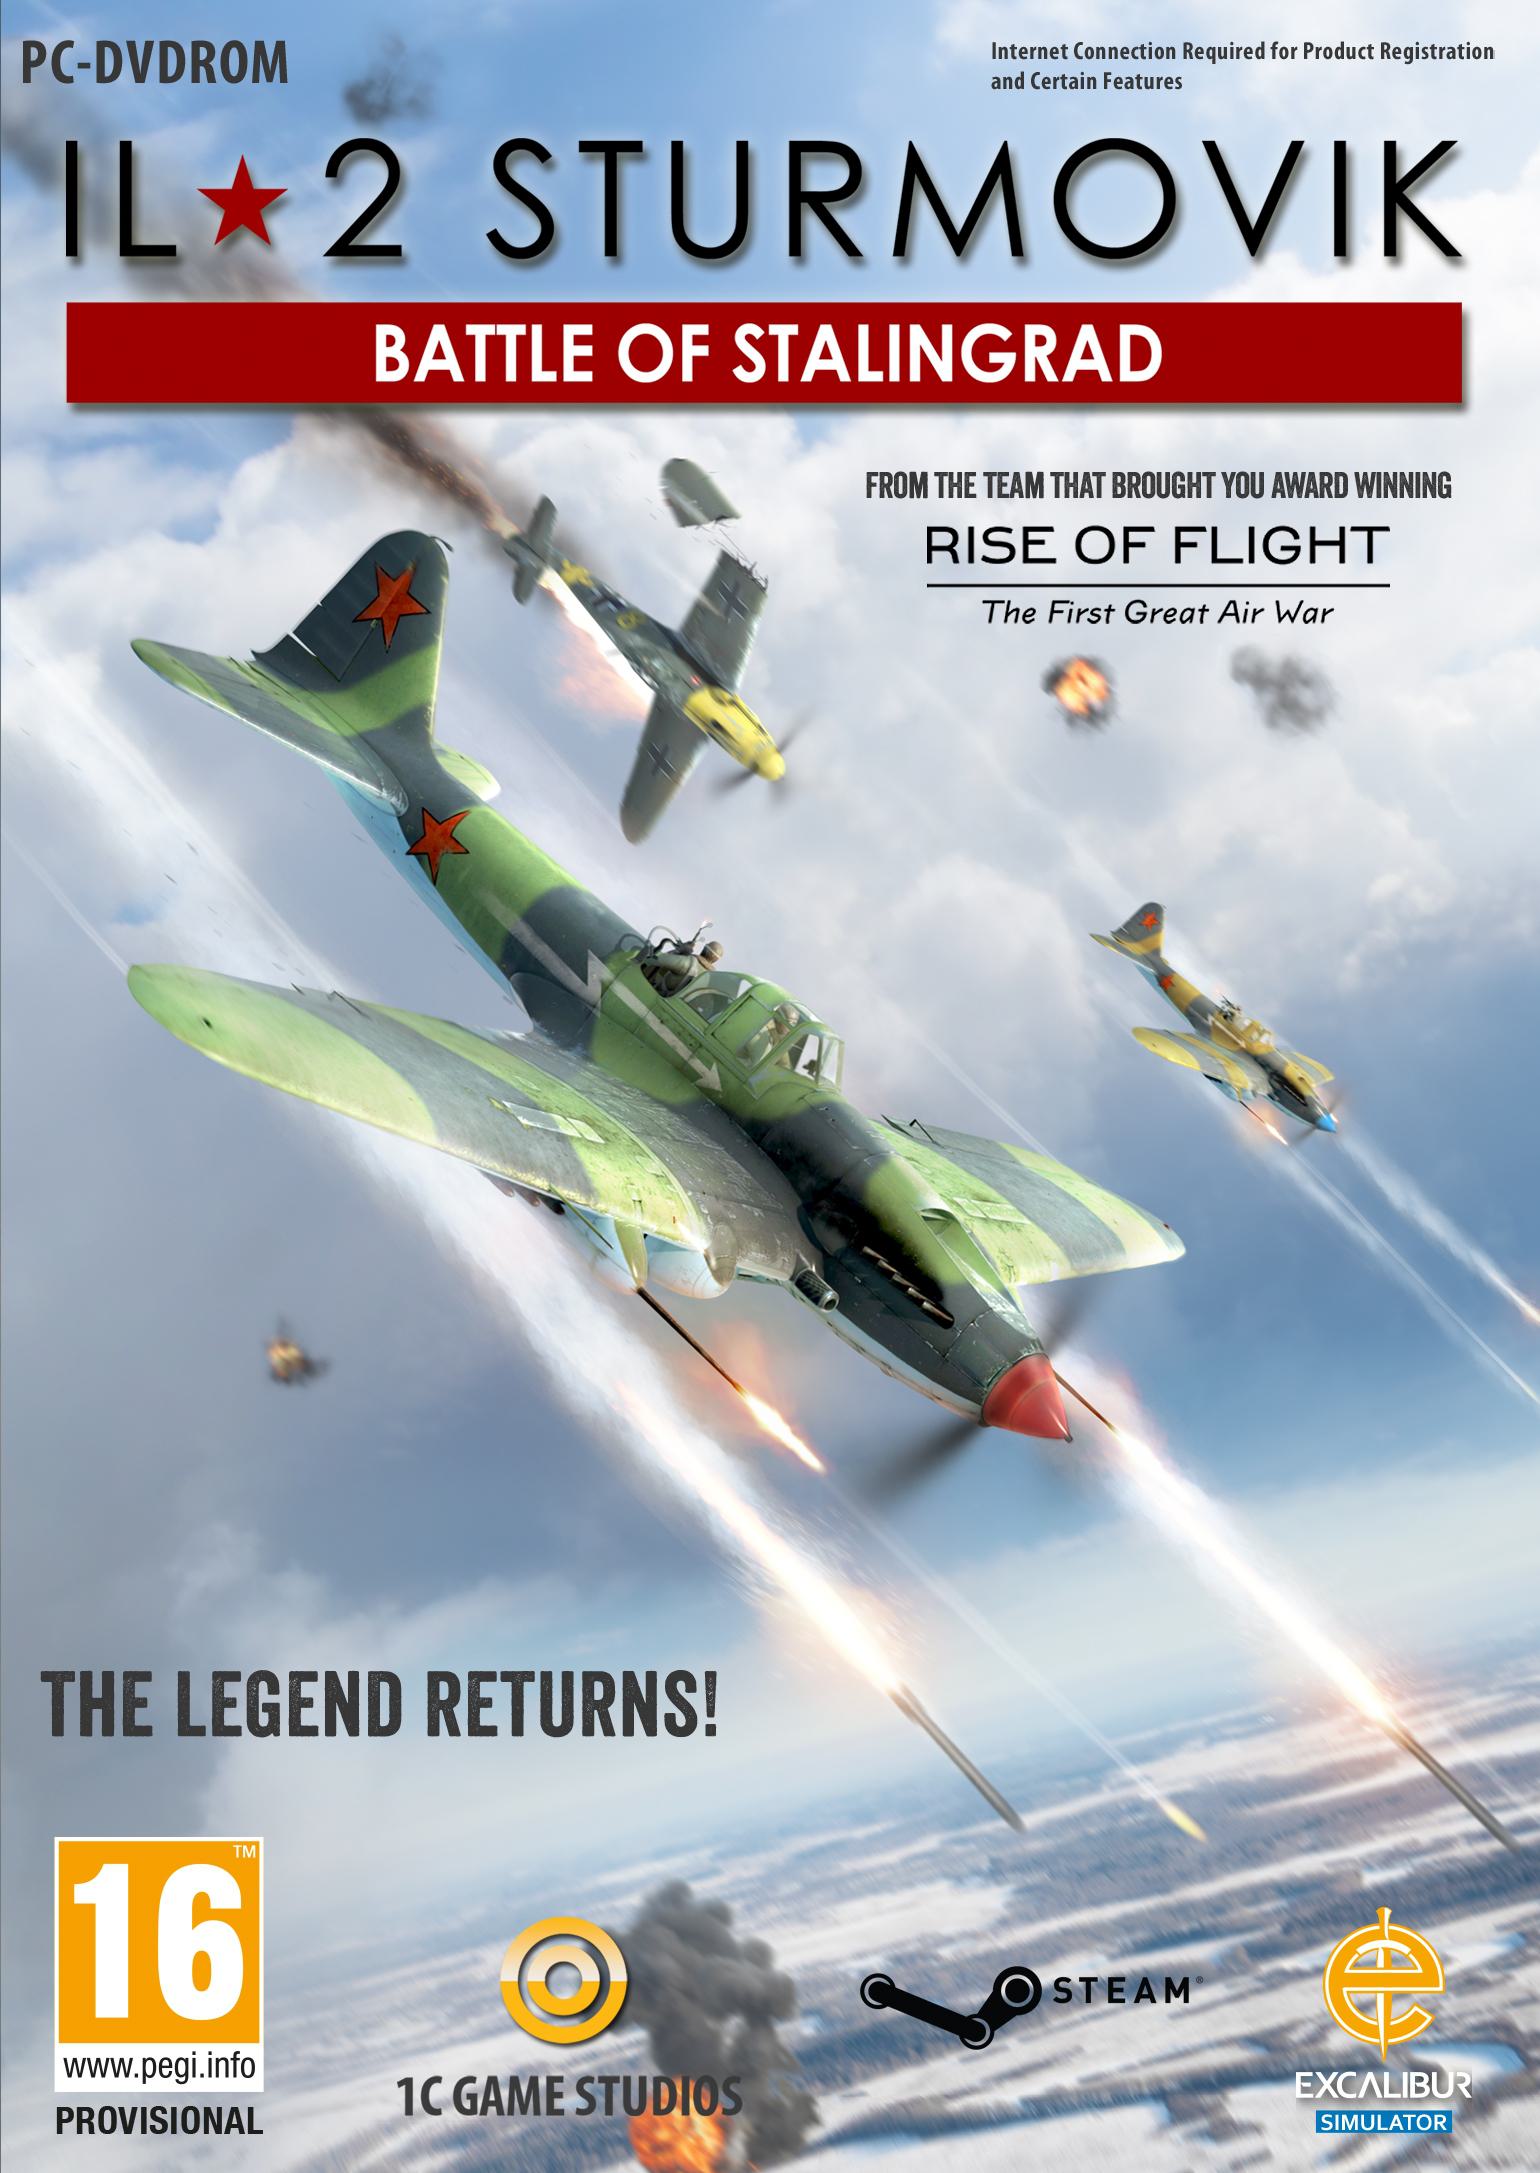 PC-DVDROM
Internet Connection Required for Product Registration
and Certain Features
IL★2 STURMOVIK
BATTLE OF STALINGRAD
FROM THE TEAM THAT BROUGHT YOU AWARD WINNING
RISE OF FLIGHT
The First Great Air War
THE LEGEND RETURNS!
16™
www.pegi.info
PROVISIONAL
1C GAME STUDIOS
STEAM®
EXCALIBUR
SIMULATOR